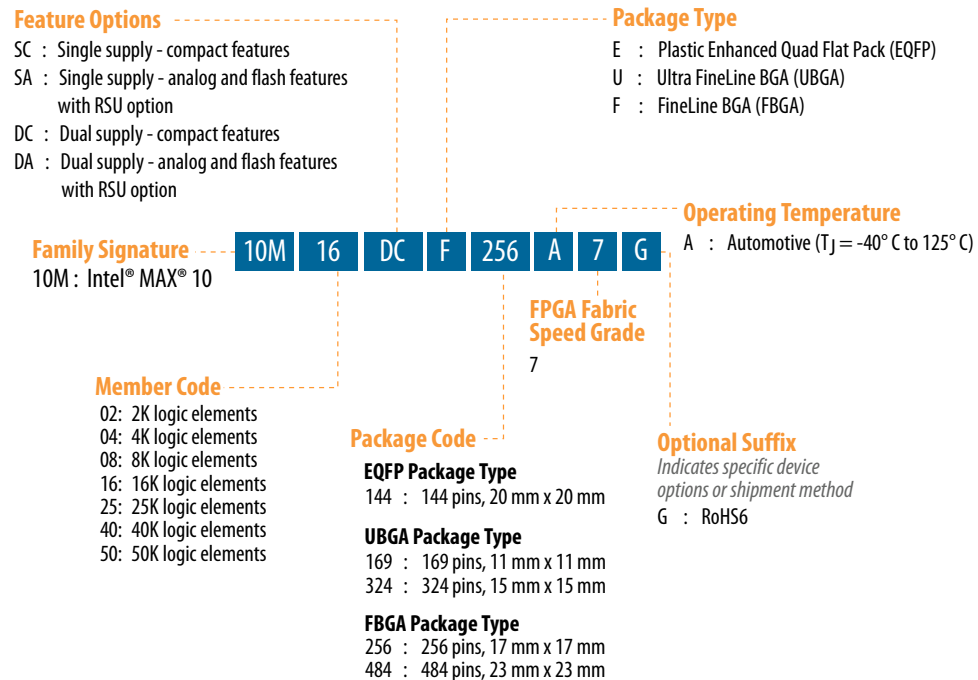 Feature Options
SC : Single supply - compact features
SA : Single supply - analog and flash features
with RSU option
DC : Dual supply - compact features
DA : Dual supply - analog and flash features
with RSU option
Package Type
E : Plastic Enhanced Quad Flat Pack (EQFP)
U : Ultra FineLine BGA (UBGA)
F : FineLine BGA (FBGA)
Operating Temperature
A : Automotive (TJ = -40° C to 125° C)
Family Signature
10M : Intel® MAX® 10
10M 16 DC F 256 A 7 G
FPGA Fabric
Speed Grade
7
Member Code
02: 2K logic elements
04: 4K logic elements
08: 8K logic elements
16: 16K logic elements
25: 25K logic elements
40: 40K logic elements
50: 50K logic elements
Package Code
EQFP Package Type
144 : 144 pins, 20 mm x 20 mm
UBGA Package Type
169 : 169 pins, 11 mm x 11 mm
324 : 324 pins, 15 mm x 15 mm
FBGA Package Type
256 : 256 pins, 17 mm x 17 mm
484 : 484 pins, 23 mm x 23 mm
Optional Suffix
Indicates specific device
options or shipment method
G : RoHS6